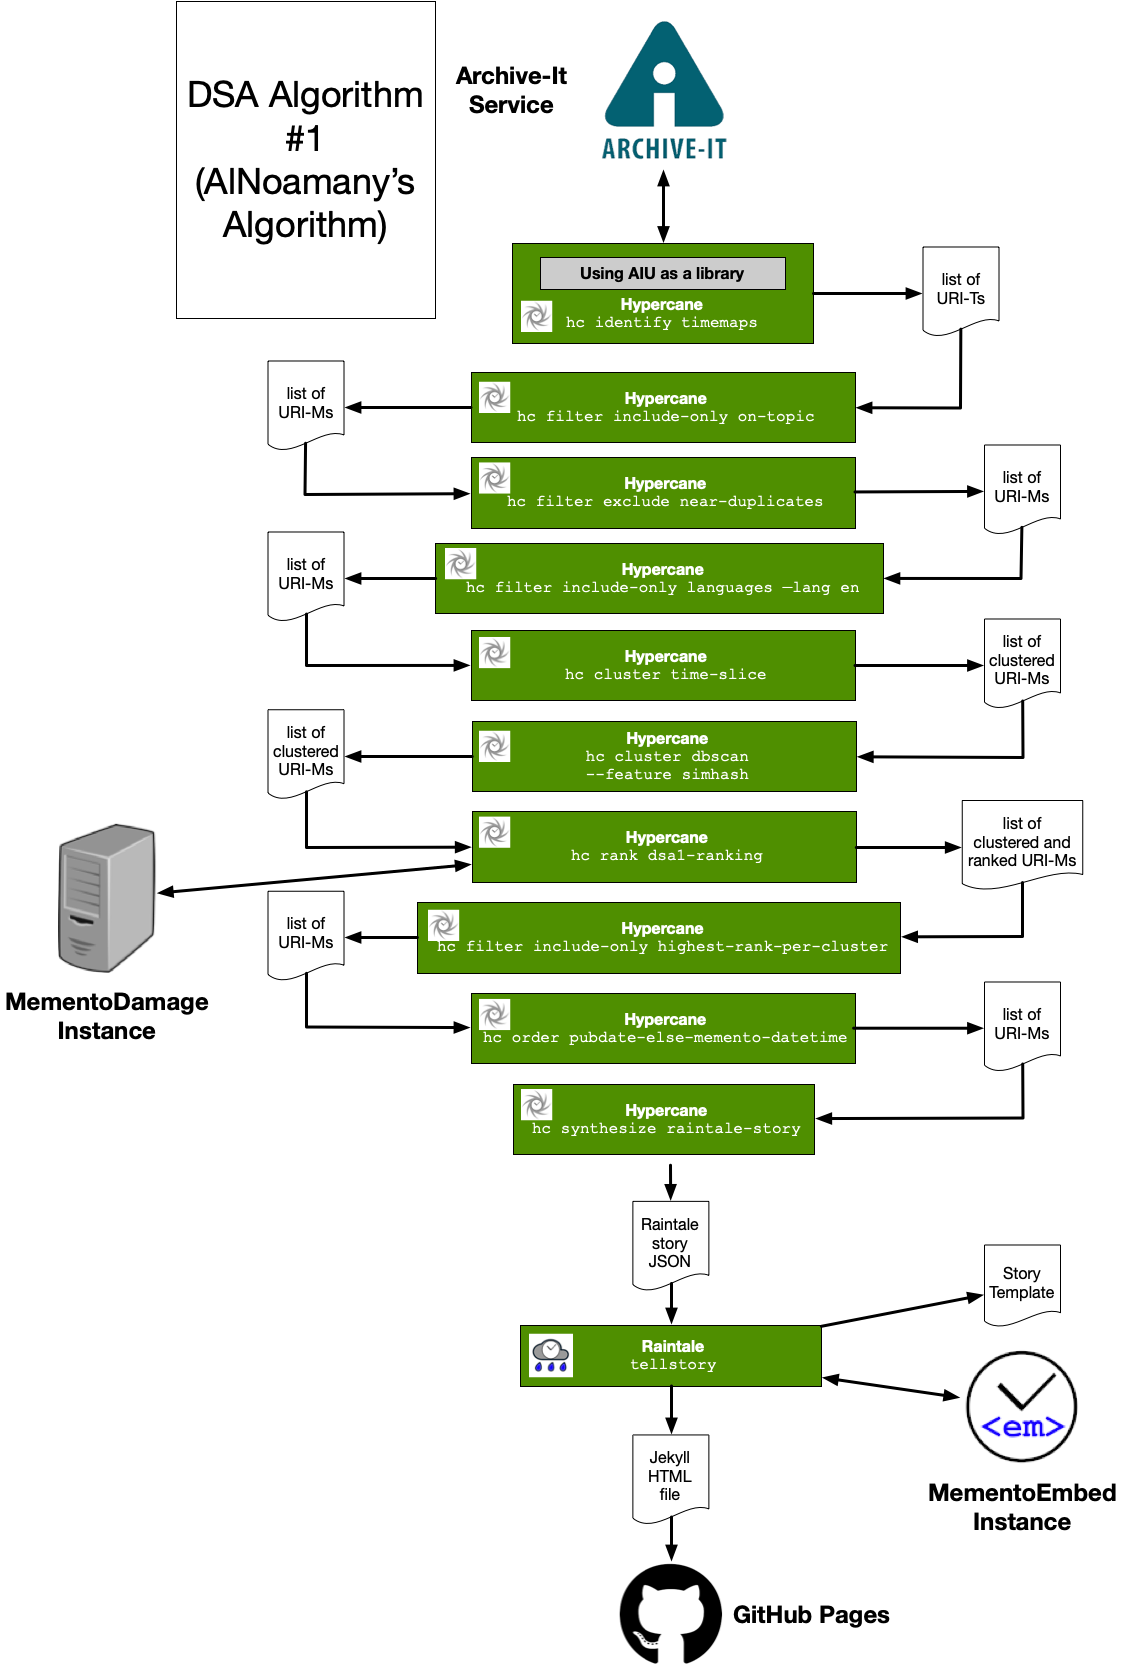 DSA Algorithm
#1
(AlNoamany's
Algorithm)
Archive-It
Service
ARCHIVE-IT
Using AIU as a library
Hypercane
hc identify timemaps
list of
URI-Ts
Hypercane
hc filter include-only on-topic
list of
URI-Ms
Hypercane
hc filter exclude near-duplicates
list of
URI-Ms
Hypercane
hc filter include-only languages —lang en
list of
URI-Ms
Hypercane
hc cluster time-slice
list of
clustered
URI-Ms
Hypercane
hc cluster dbscan
--feature simhash
list of
clustered
URI-Ms
Hypercane
hc rank dsa1-ranking
list of
clustered and
ranked URI-Ms
MementoDamage
Instance
Hypercane
hc filter include-only highest-rank-per-cluster
list of
URI-Ms
Hypercane
hc order pubdate-else-memento-datetime
list of
URI-Ms
Hypercane
hc synthesize raintale-story
Raintale
story
JSON
Story
Template
Raintale
tellstory
<em>
MementoEmbed
Instance
Jekyll
HTML
file
GitHub Pages